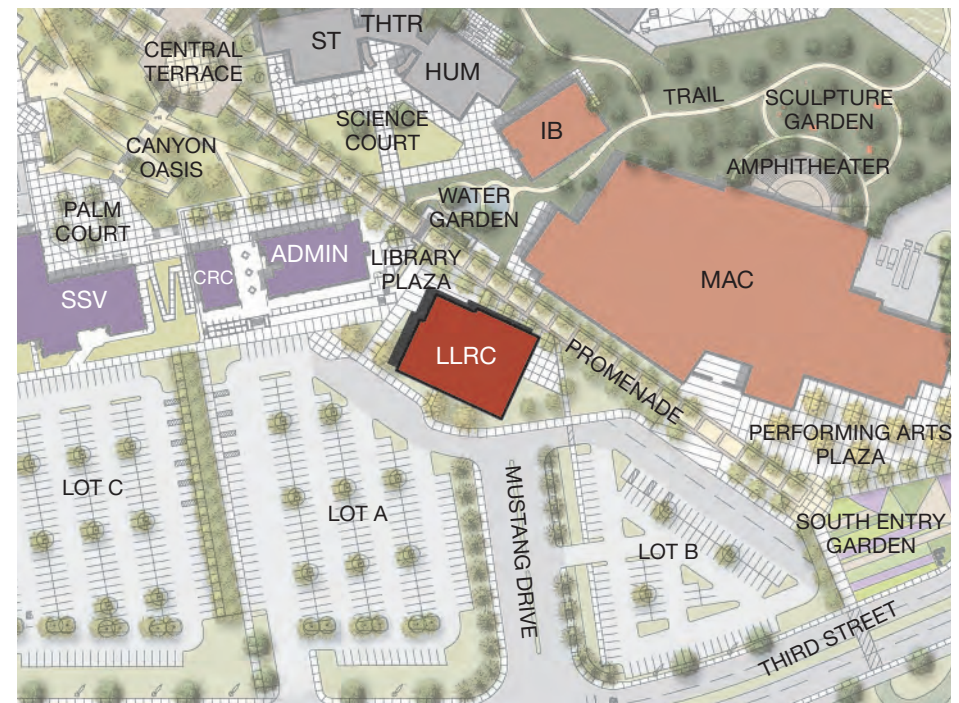 THTR
ST
CENTRAL
TERRACE
HUM
TRAIL
SCULPTURE
GARDEN
SCIENCE
COURT
IB
CANYON
OASIS
AMPHITHEATER
WATER
GARDEN
PALM
COURT
ADMIN
LIBRARY
PLAZA
CRC
MAC
SSV
LLRC
PROMENADE
PERFORMING ARTS
PLAZA
LOT C
LOT A
MUSTANG DRIVE
SOUTH ENTRY
GARDEN
LOT B
THIRD STREET